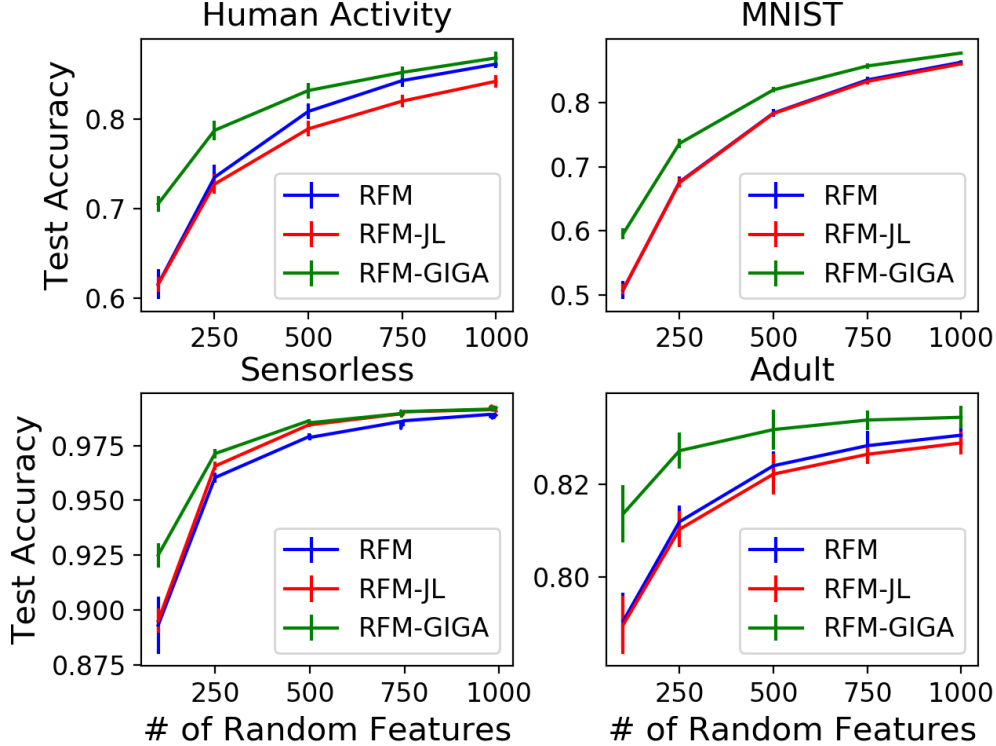 Human Activity
MNIST
Test Accuracy
0.8
0.7
0.6
250 500 750 1000
RFM
RFM-JL
RFM-GIGA
0.8
0.7
0.6
0.5
250 500 750 1000
RFM
RFM-JL
RFM-GIGA
Sensorless
Adult
Test Accuracy
0.975
0.950
0.925
0.900
0.875
250 500 750 1000
# of Random Features
RFM
RFM-JL
RFM-GIGA
0.82
0.80
250 500 750 1000
# of Random Features
RFM
RFM-JL
RFM-GIGA